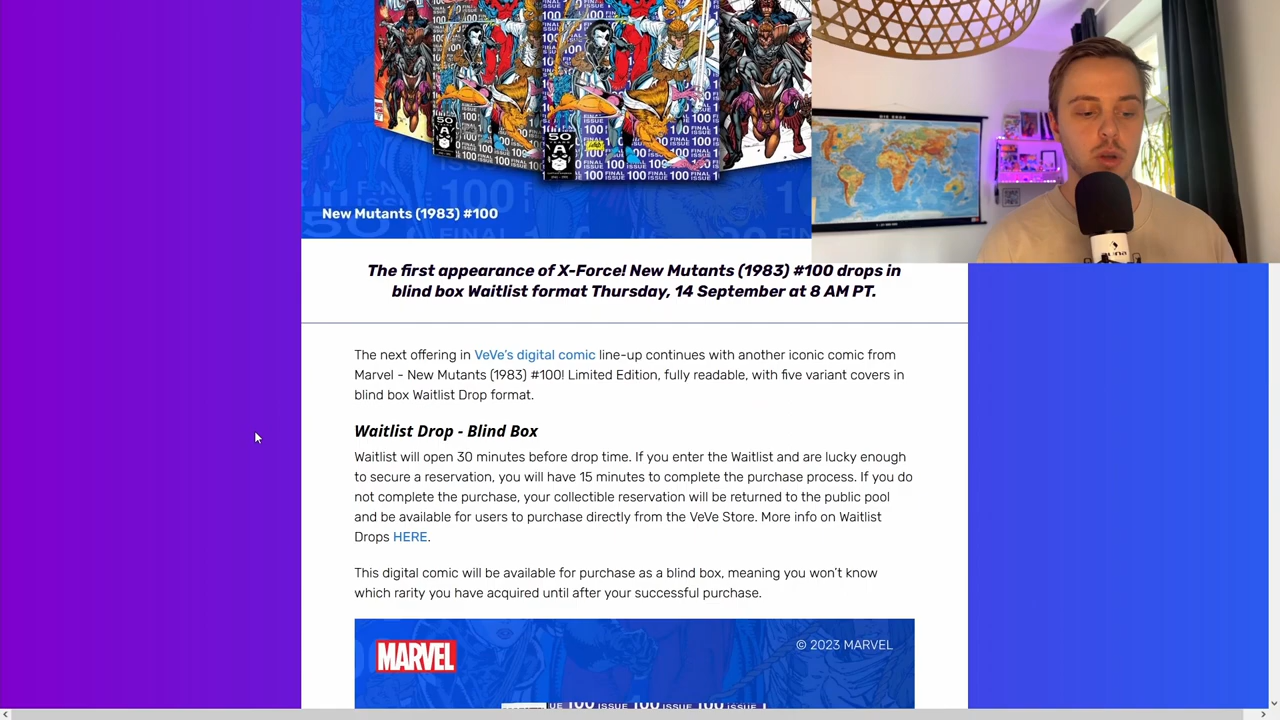 New Mutants (1983) #100
The first appearance of X-Force! New Mutants (1983) #100 drops in
blind box Waitlist format Thursday, 14 September at 8 AM PT.
The next offering in VeVe's digital comic line-up continues with another iconic comic from
Marvel - New Mutants (1983) #100! Limited Edition, fully readable, with five variant covers in
blind box Waitlist Drop format.
Waitlist Drop - Blind Box
Waitlist will open 30 minutes before drop time. If you enter the Waitlist and are lucky enough
to secure a reservation, you will have 15 minutes to complete the purchase process. If you do
not complete the purchase, your collectible reservation will be returned to the public pool
and be available for users to purchase directly from the VeVe Store. More info on Waitlist
Drops HERE.
This digital comic will be available for purchase as a blind box, meaning you won't know
which rarity you have acquired until after your successful purchase.
MARVEL
© 2023 MARVEL